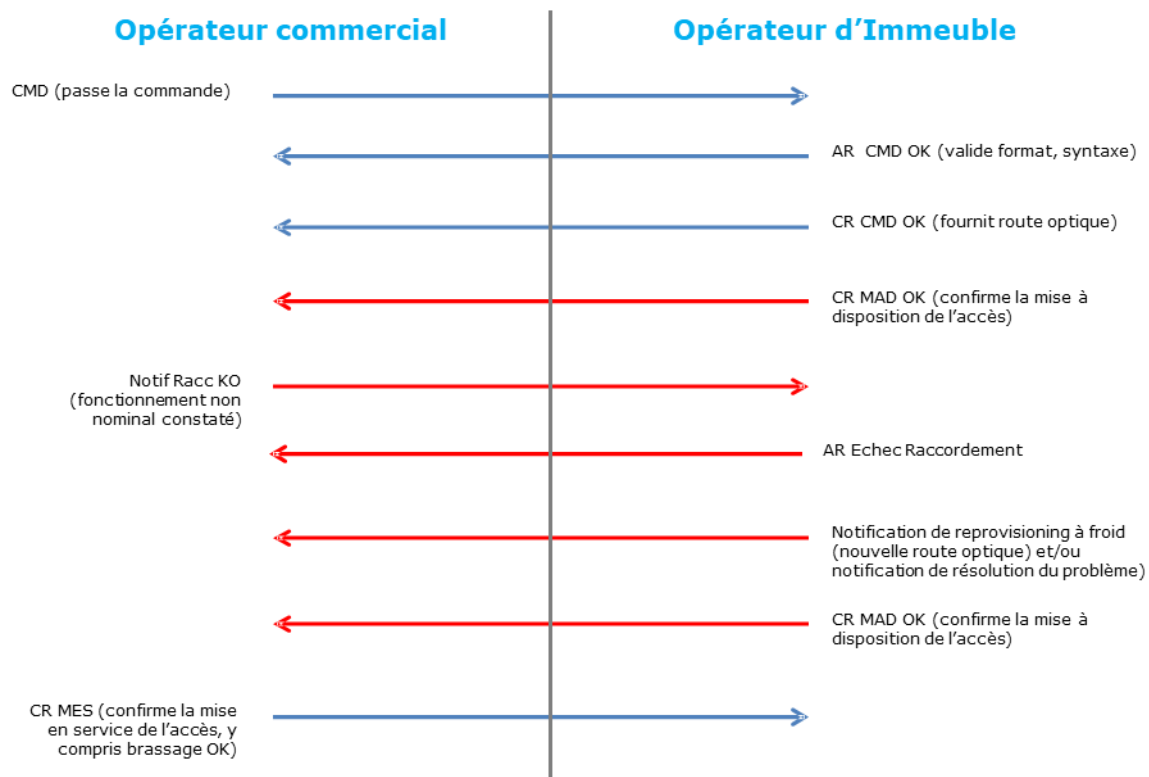 Opérateur commercial
Opérateur d’Immeuble
CMD (passe la commande)
AR  CMD OK (valide format, syntaxe)
CR CMD OK (fournit route optique)
CR MAD OK (confirme la mise à
disposition de l’accès)
Notif Racc KO
(fonctionnement non
nominal constaté)
AR Echec Raccordement
Notification de reprovisioning à froid
(nouvelle route optique) et/ou
notification de résolution du problème)
CR MAD OK (confirme la mise à
disposition de l’accès)
CR MES (confirme la mise
en service de l’accès, y
compris brassage OK)